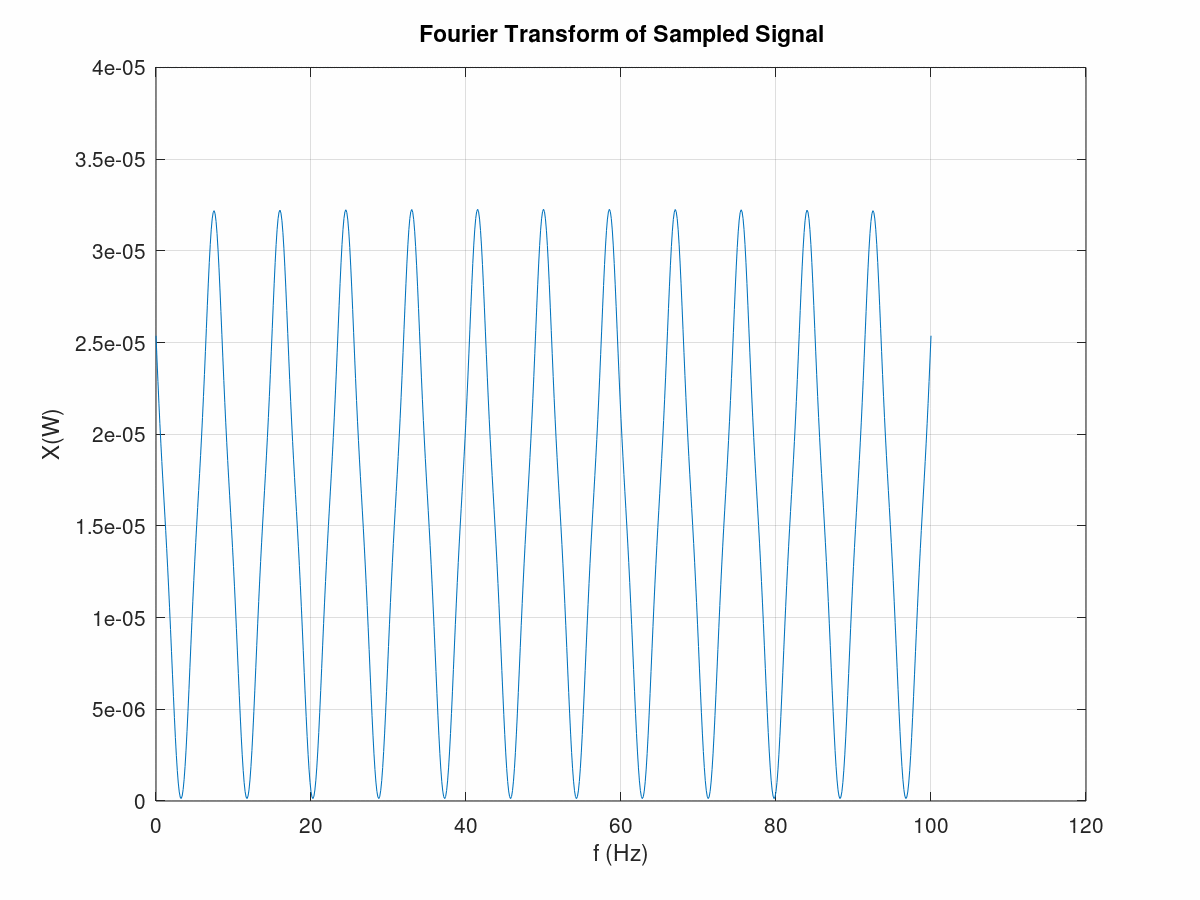 Fourier Transform of Sampled Signal
4e-05
3.5e-05
3e-05
2.5e-05
2e-05
1.5e-05
1e-05
5e-06
0
X(W)
0 20 40 60 80 100 120
f (Hz)